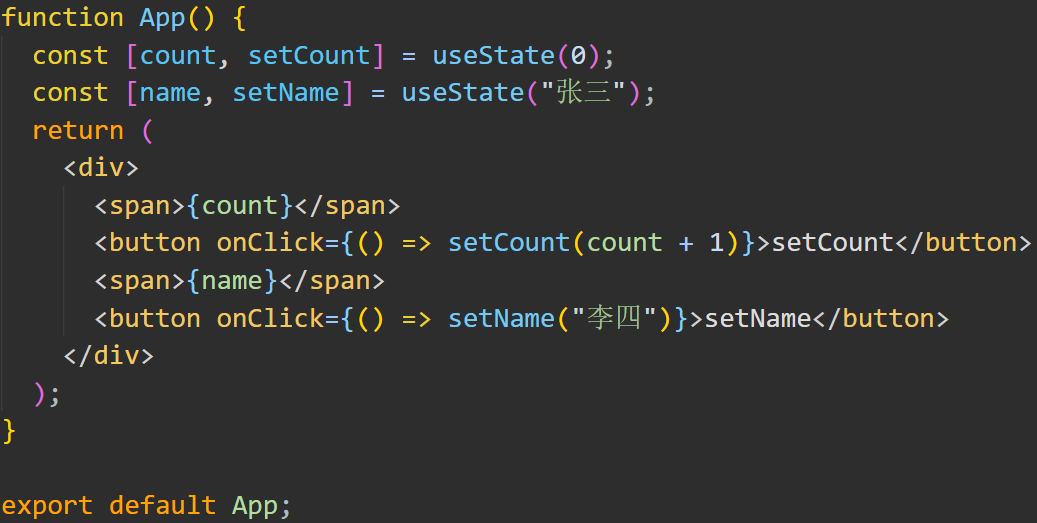 function App() {
  const [count, setCount] = useState(0);
  const [name, setName] = useState("张三");
  return (
    <div>
      <span>{count}</span>
      <button onClick={() => setCount(count + 1)}>setCount</button>
      <span>{name}</span>
      <button onClick={() => setName("李四")}>setName</button>
    </div>
  );
}

export default App;